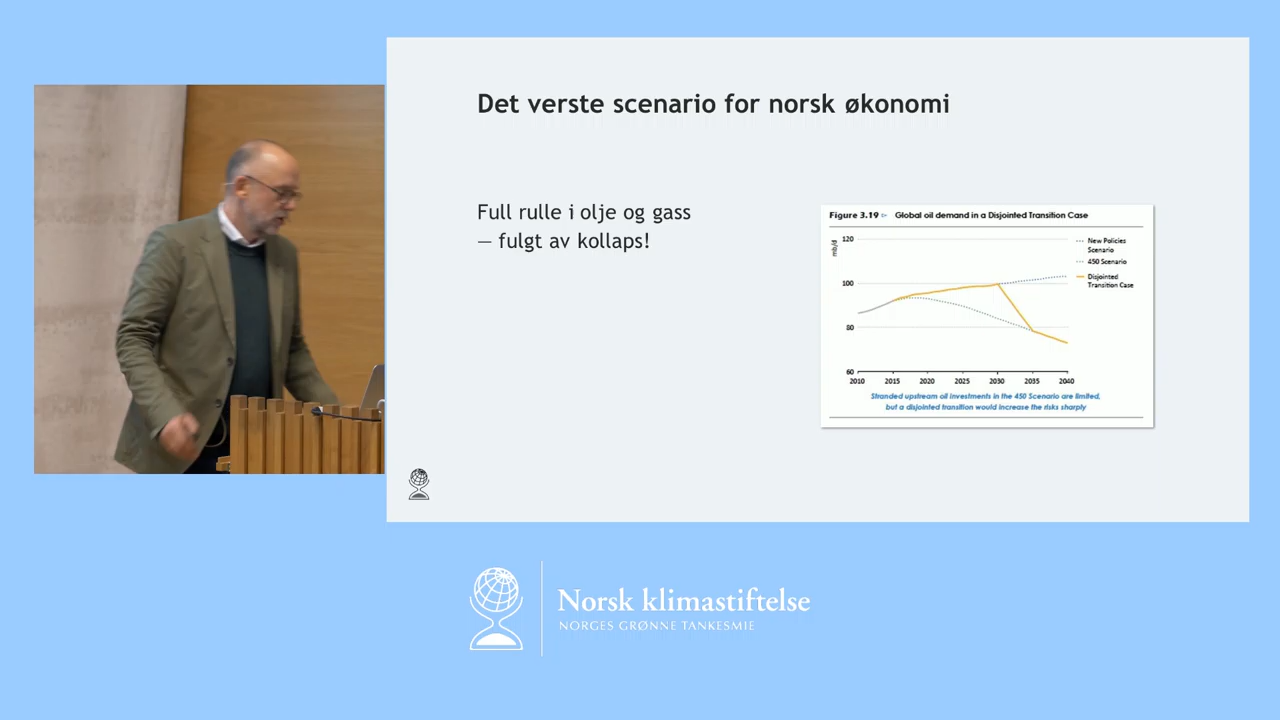 Det verste scenario for norsk økonomi
Full rulle i olje og gass
— fulgt av kollaps!
Figure 3.19 ▷ Global oil demand in a Disjointed Transition Case
mb/d
120
100
80
60
2010 2015 2020 2025 2030 2035 2040
New Policies
Scenario
450 Scenario
Disjointed
Transition Case
Stranded upstream oil investments in the 450 Scenario are limited,
but a disjointed transition would increase the risks sharply
Norsk klimastiftelse
NORGES GRØNNE TANKESMIE